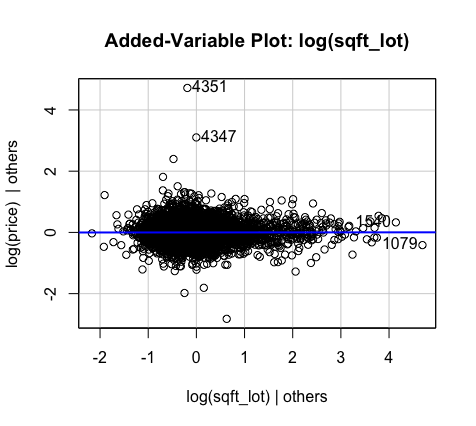 Added-Variable Plot: log(sqft_lot)
log(price) | others
4
2
0
-2
4351
4347
1540
1079
-2 -1 0 1 2 3 4
log(sqft_lot) | others